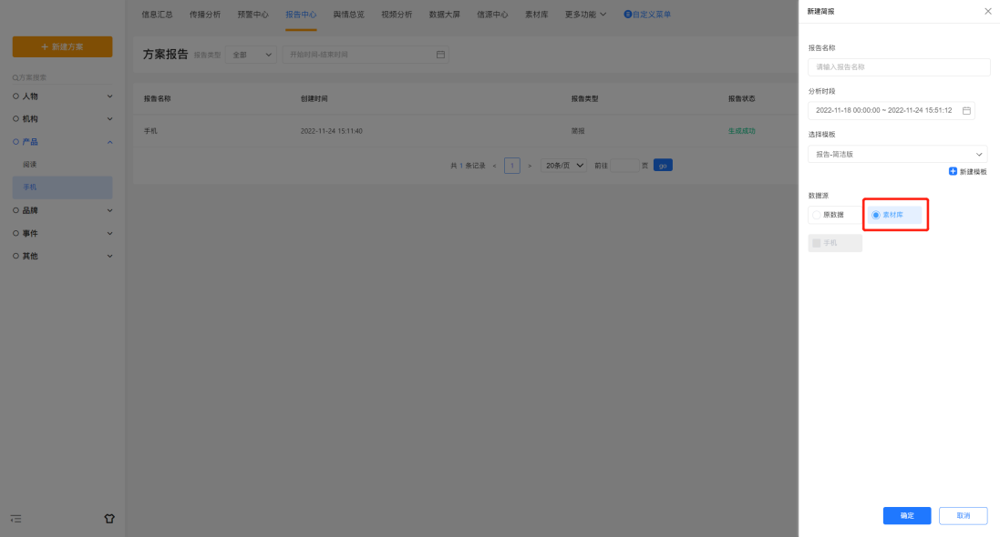 信息汇总 传播分析 预警中心 报告中心 舆情总览 视频分析 数据大屏 信源中心 素材库 更多功能 自定义菜单
新建方案
方案搜索
人物
机构
产品
阅读
手机
品牌
事件
其他
方案报告 报告类型 全部 开始时间-结束时间
报告名称 创建时间 报告类型 报告状态
手机 2022-11-24 15:11:40 简报 生成成功
共 1 条记录 < 1 > 20条/页 前往 页 go
新建简报
报告名称
请输入报告名称
分析时段
2022-11-18 00:00:00 ~ 2022-11-24 15:51:12
选择模板
报告-简洁版
新建模板
数据源
原数据 素材库
手机
确定 取消